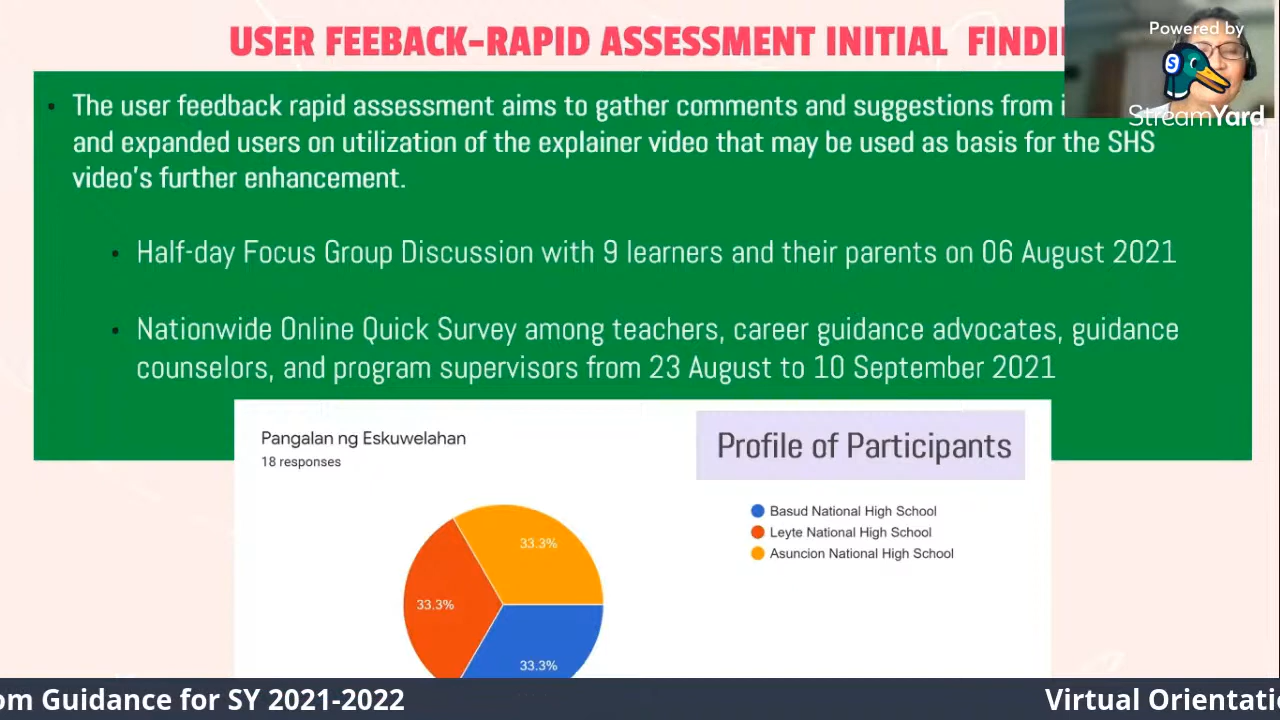 USER FEEBACK-RAPID ASSESSMENT INITIAL
Powered by
StreamYard
• The user feedback rapid assessment aims to gather comments and suggestions from
and expanded users on utilization of the explainer video that may be used as basis for the SHS
video's further enhancement.
• Half-day Focus Group Discussion with 9 learners and their parents on 06 August 2021
• Nationwide Online Quick Survey among teachers, career guidance advocates, guidance
counselors, and program supervisors from 23 August to 10 September 2021
Pangalan ng Eskuwelahan
18 responses
Profile of Participants
Basud National High School
Leyte National High School
Asuncion National High School
33.3%
33.3%
33.3%
Guidance for SY 2021-2022
Virtual